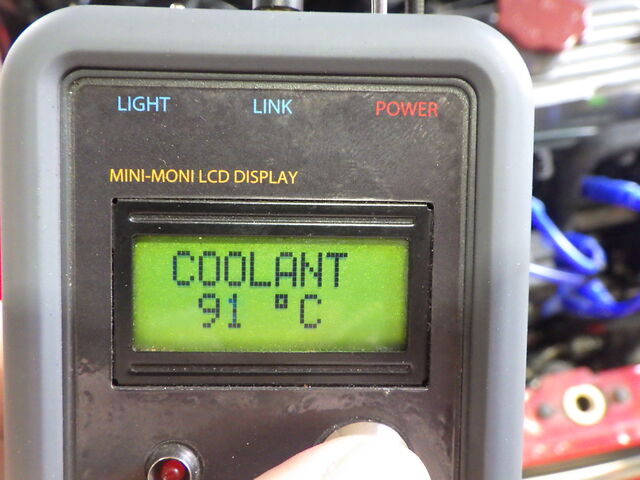 LIGHT LINK POWER
MINI-MONI LCD DISPLAY
COOLANT
91 °C